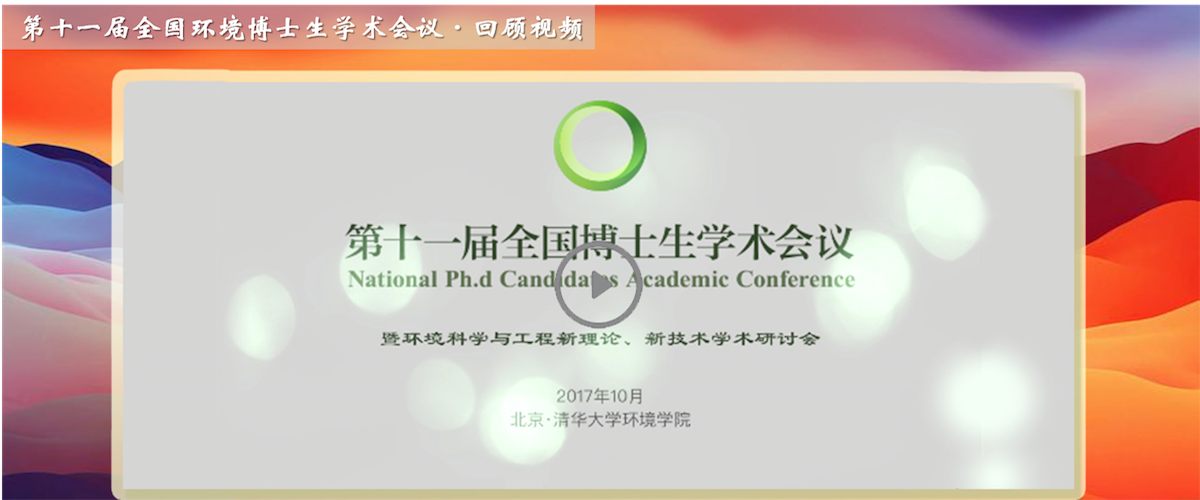 第十一届全国环境博士生学术会议·回顾视频
第十一届全国博士生学术会议
National Ph.d Candidates Academic Conference
暨环境科学与工程新理论、新技术学术研讨会
2017年10月
北京·清华大学环境学院